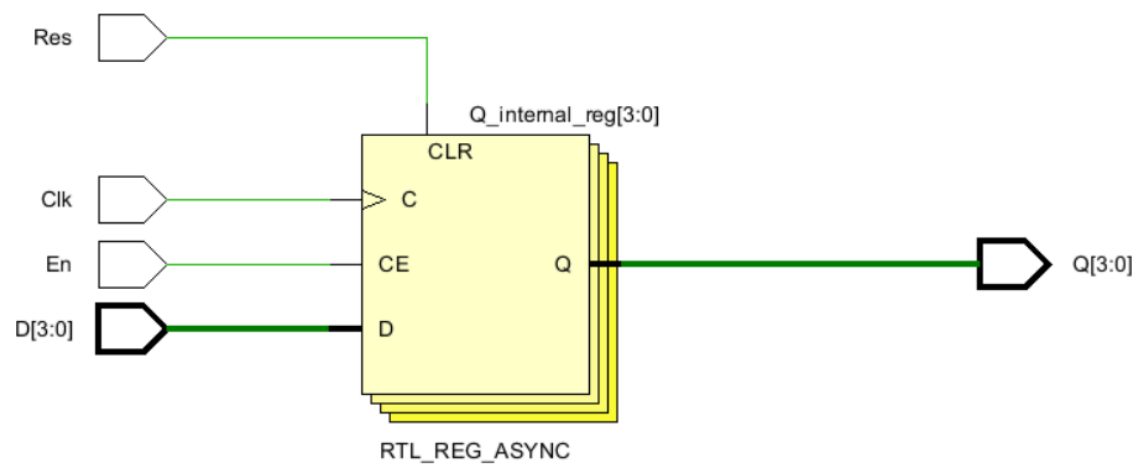 Res
Q_internal_reg[3:0]
CLR
Clk
C
En
CE
Q
Q[3:0]
D[3:0]
D
RTL_REG_ASYNC